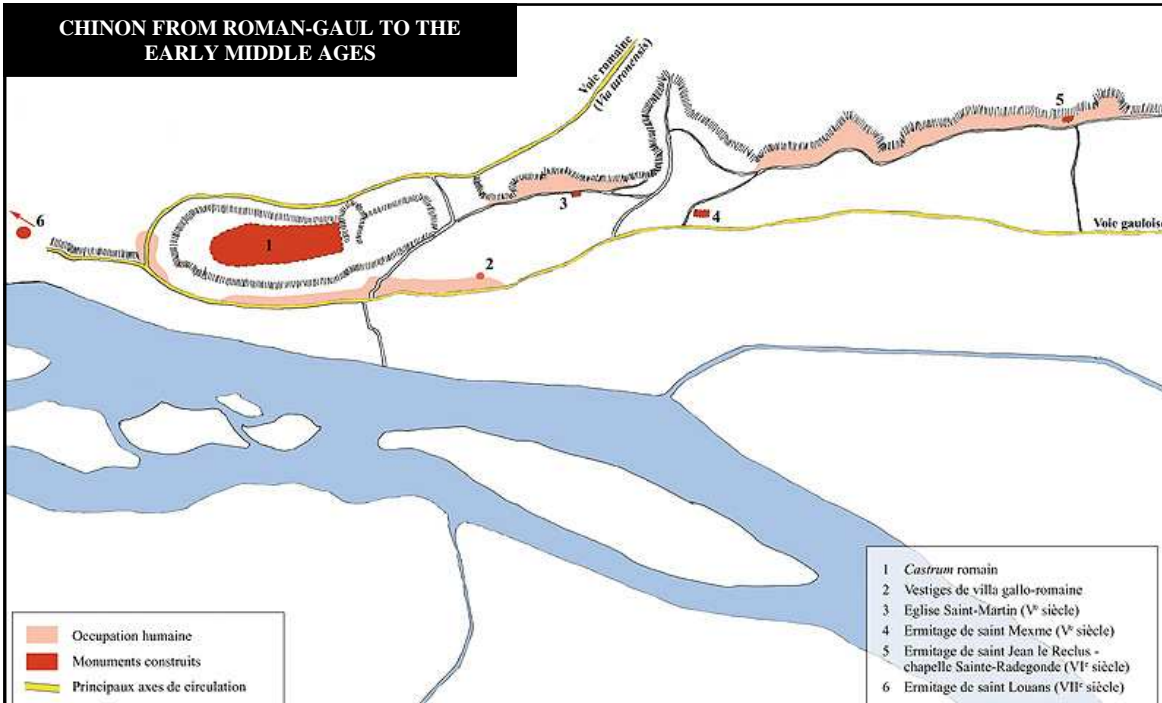 CHINON FROM ROMAN-GAUL TO THE
EARLY MIDDLE AGES
Voie romaine
(Via turonensis)
5
6
3
4
1
Voie gauloise
2
Occupation humaine
Monuments construits
Principaux axes de circulation
1 Castrum romain
2 Vestiges de villa gallo-romaine
3 Eglise Saint-Martin (Vᵉ siècle)
4 Ermitage de saint Mexme (Vᵉ siècle)
5 Ermitage de saint Jean le Reclus -
chapelle Sainte-Radegonde (VIᵉ siècle)
6 Ermitage de saint Louans (VIIᵉ siècle)